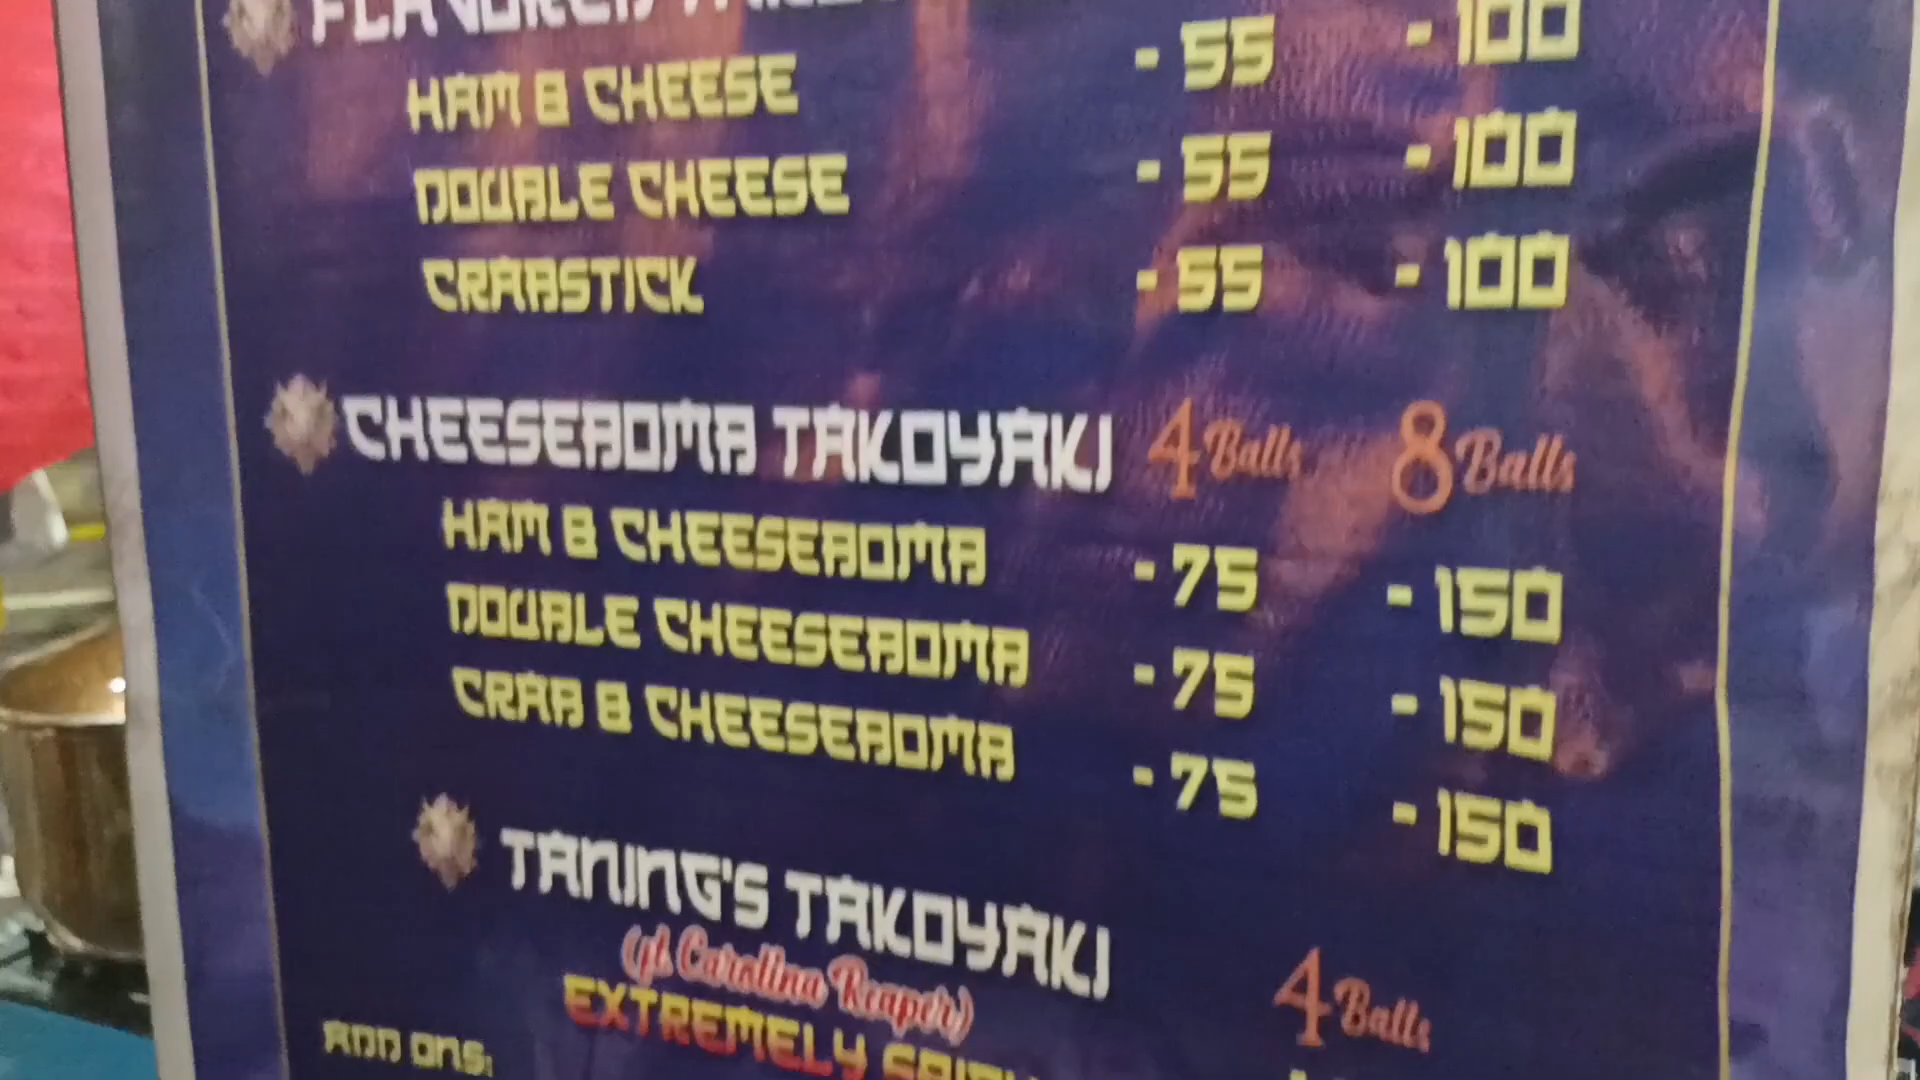 FLAVORED
HAM & CHEESE - 55 - 100
DOUBLE CHEESE - 55 - 100
CRABSTICK - 55 - 100
CHEESEBOMB TAKOYAKI 4 Balls 8 Balls
HAM & CHEESEBOMB - 75 - 150
DOUBLE CHEESEBOMB - 75 - 150
CRAB & CHEESEBOMB - 75 - 150
TANING'S TAKOYAKI
(ft Carolina Reaper) 4 Balls
EXTREMELY
ADD ONS: